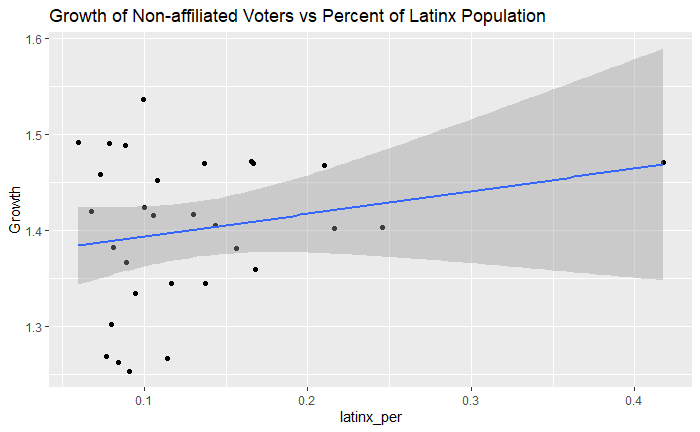 Growth of Non-affiliated Voters vs Percent of Latinx Population
1.6
1.5
1.4
1.3
Growth
0.1 0.2 0.3 0.4
latinx_per